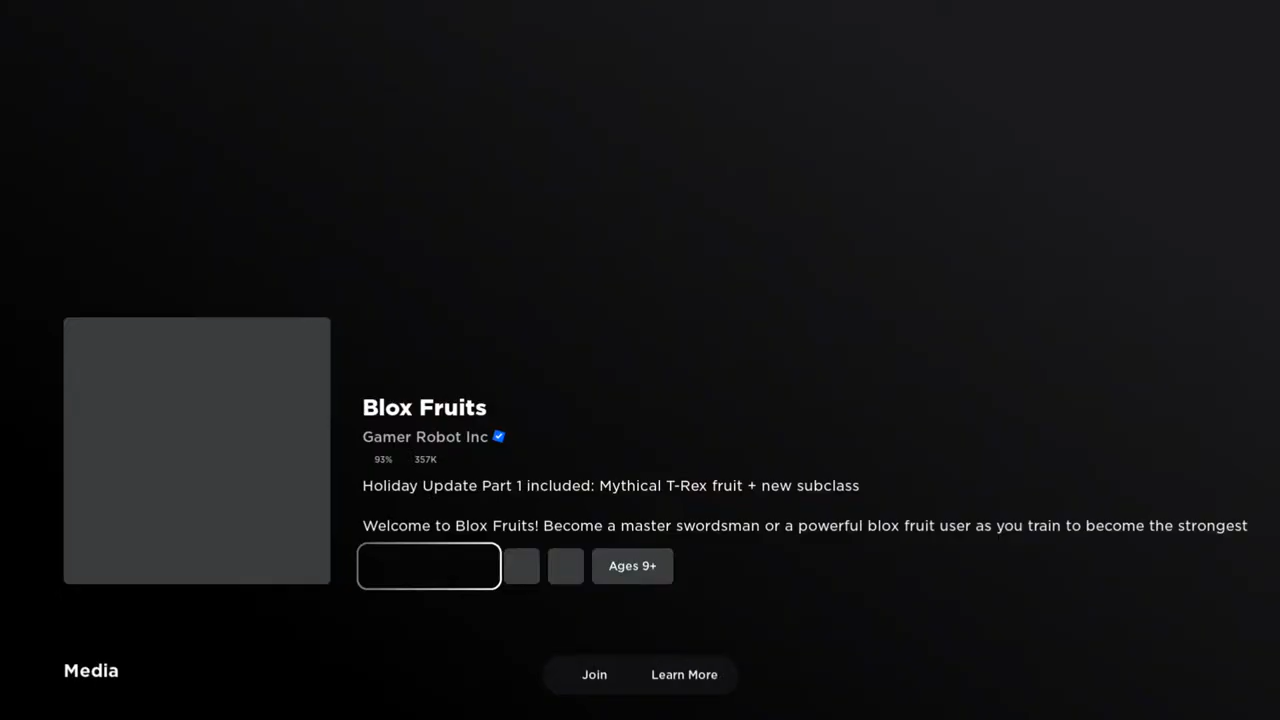 Blox Fruits
Gamer Robot Inc
93% 357K
Holiday Update Part 1 included: Mythical T-Rex fruit + new subclass
Welcome to Blox Fruits! Become a master swordsman or a powerful blox fruit user as you train to become the strongest
Ages 9+
Media
Join Learn More